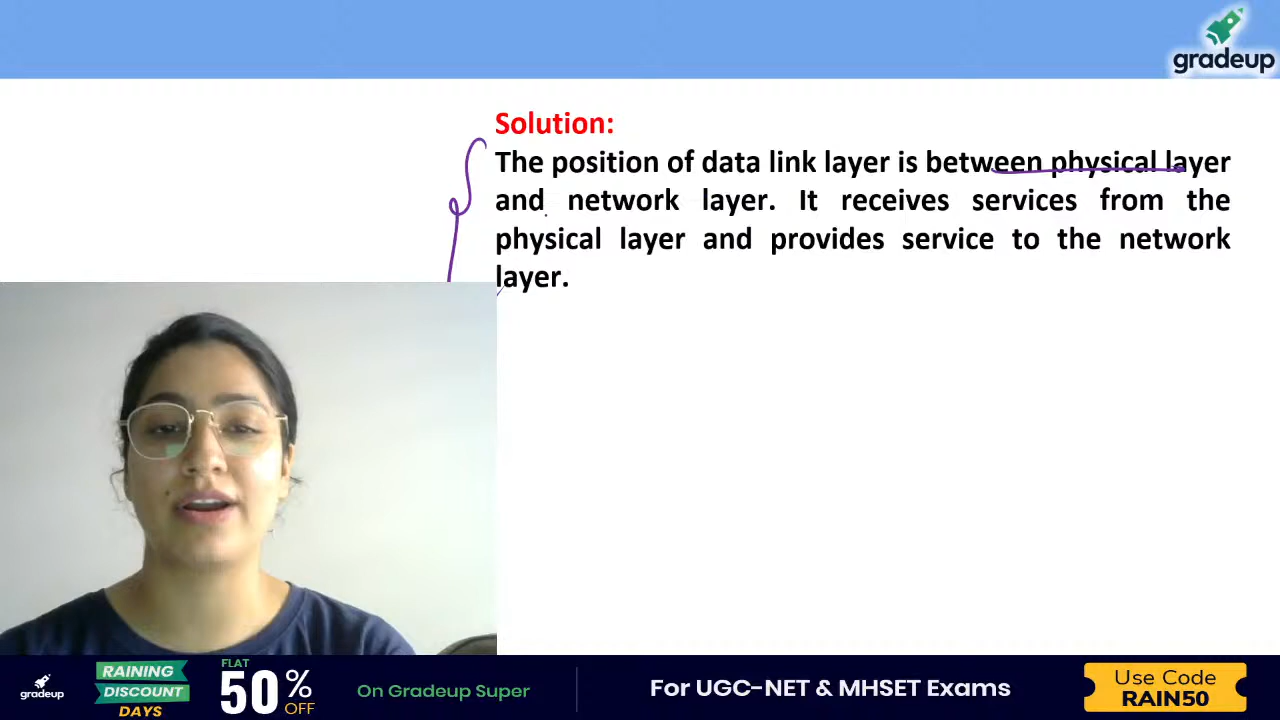 gradeup
Solution:
The position of data link layer is between physical layer
and network layer. It receives services from the
physical layer and provides service to the network
layer.
gradeup
RAINING
DISCOUNT
DAYS
FLAT
50%
OFF
On Gradeup Super
For UGC-NET & MHSET Exams
Use Code
RAIN50